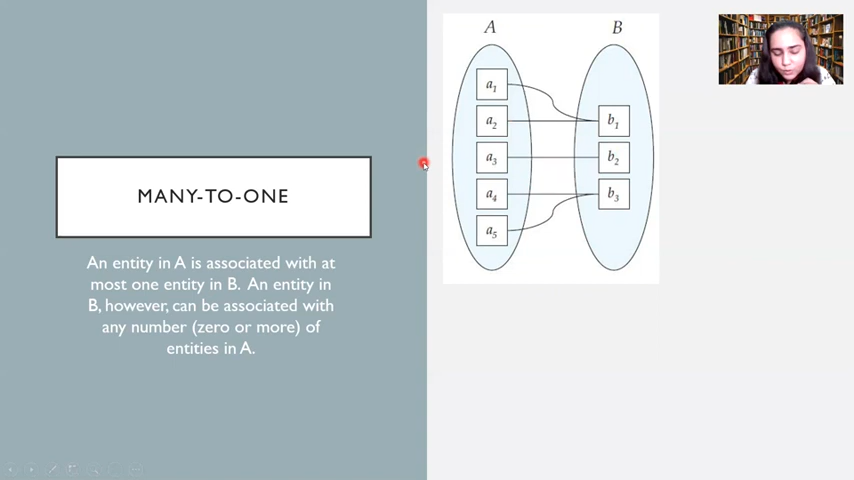 MANY-TO-ONE
An entity in A is associated with at
most one entity in B. An entity in
B, however, can be associated with
any number (zero or more) of
entities in A.
A B
a1
a2 b1
a3 b2
a4 b3
a5